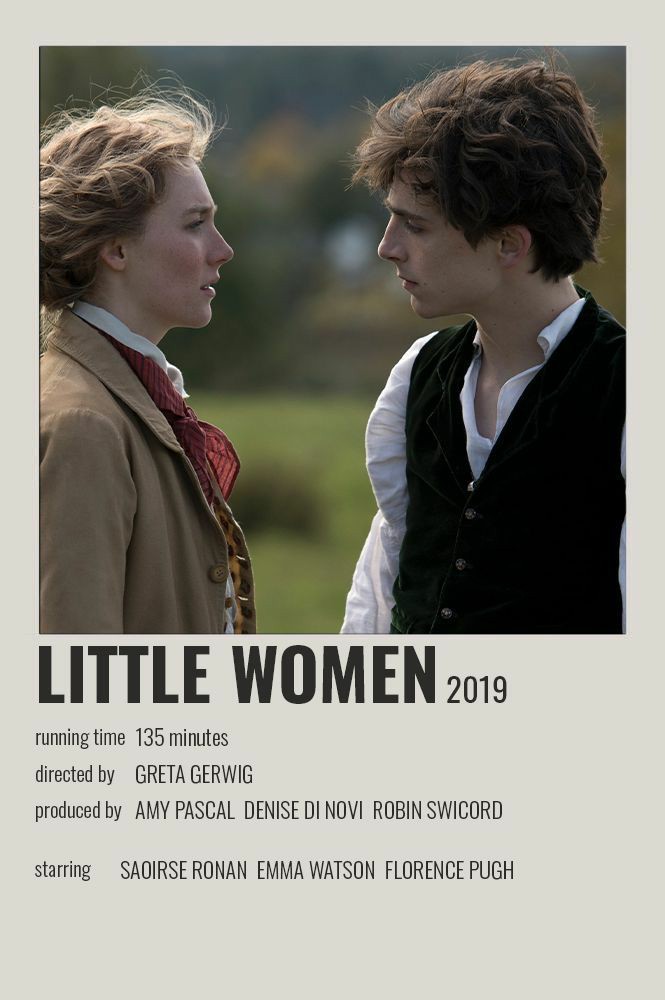 LITTLE WOMEN 2019
running time 135 minutes
directed by GRETA GERWIG
produced by AMY PASCAL DENISE DI NOVI ROBIN SWICORD
starring SAOIRSE RONAN EMMA WATSON FLORENCE PUGH